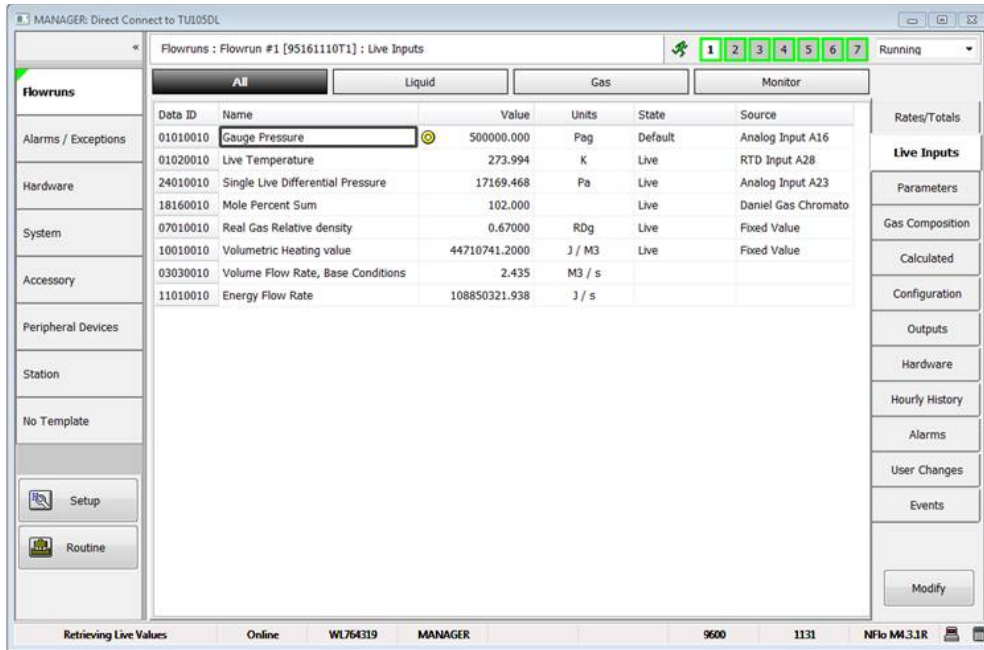 MANAGER: Direct Connect to TU105DL
«
Flowruns : Flowrun #1 [95161110T1] : Live Inputs
1 2 3 4 5 6 7 Running
Flowruns
Alarms / Exceptions
Hardware
System
Accessory
Peripheral Devices
Station
No Template
Setup
Routine
All Liquid Gas Monitor
Data ID Name Value Units State Source
01010010 Gauge Pressure 500000.000 Pag Default Analog Input A16
01020010 Live Temperature 273.994 K Live RTD Input A28
24010010 Single Live Differential Pressure 17169.468 Pa Live Analog Input A23
18160010 Mole Percent Sum 102.000 Live Daniel Gas Chromato
07010010 Real Gas Relative density 0.67000 RDg Live Fixed Value
10010010 Volumetric Heating value 44710741.2000 J / M3 Live Fixed Value
03030010 Volume Flow Rate, Base Conditions 2.435 M3 / s
11010010 Energy Flow Rate 108850321.938 J / s
Rates/Totals
Live Inputs
Parameters
Gas Composition
Calculated
Configuration
Outputs
Hardware
Hourly History
Alarms
User Changes
Events
Modify
Retrieving Live Values Online WL764319 MANAGER 9600 1131 NFlo M4.3.1R